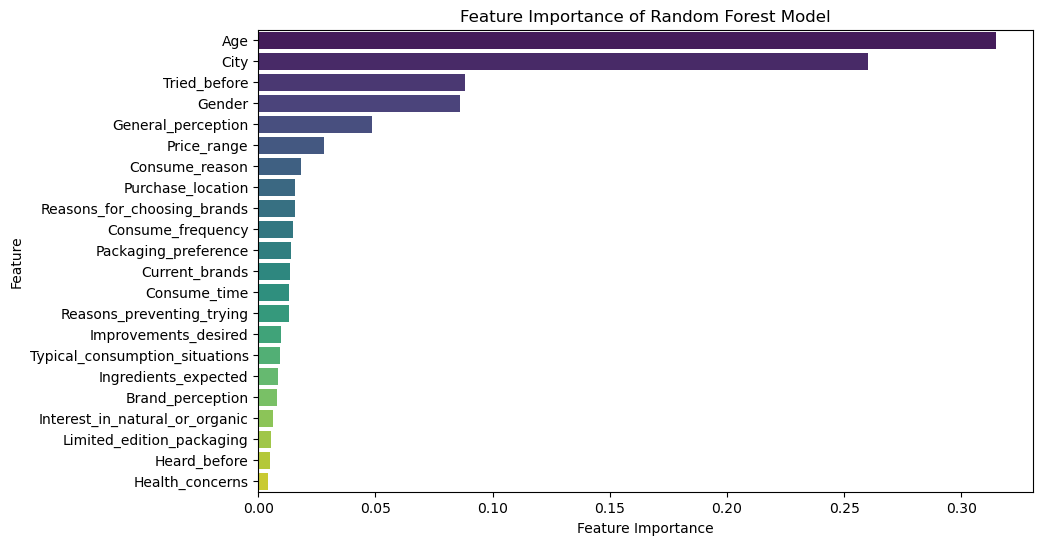 Feature Importance of Random Forest Model
Age
City
Tried_before
Gender
General_perception
Price_range
Consume_reason
Purchase_location
Reasons_for_choosing_brands
Consume_frequency
Packaging_preference
Current_brands
Consume_time
Reasons_preventing_trying
Improvements_desired
Typical_consumption_situations
Ingredients_expected
Brand_perception
Interest_in_natural_or_organic
Limited_edition_packaging
Heard_before
Health_concerns
Feature
0.00 0.05 0.10 0.15 0.20 0.25 0.30
Feature Importance